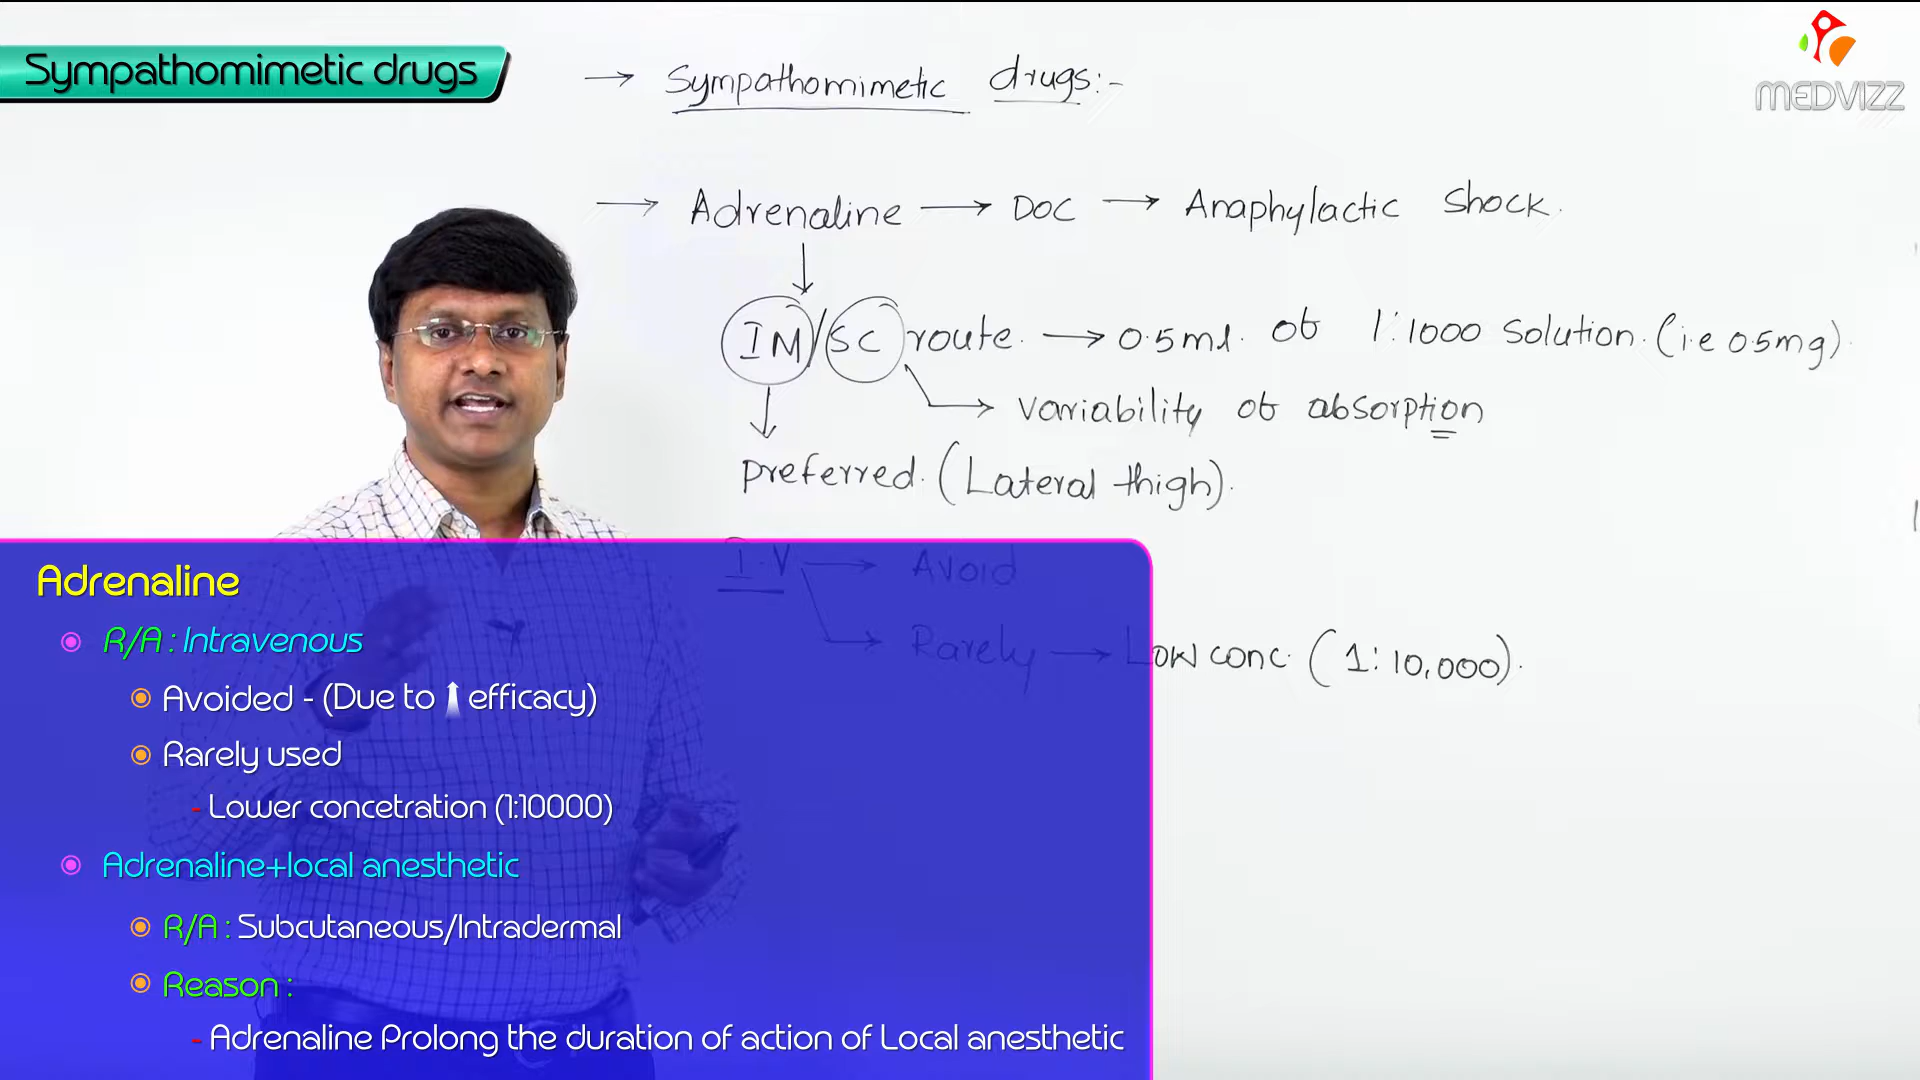 Sympathomimetic drugs
MEDVIZZ
→ Sympathomimetic drugs:-
→ Adrenaline → DOC → Anaphylactic Shock.
IM/SC route. → 0.5ml. of 1:1000 Solution. (i.e 0.5mg).
→ variability of absorption
preferred. (Lateral thigh).
I.V → Avoid
→ Rarely → Low conc. (1:10,000).
Adrenaline
R/A : Intravenous
Avoided - (Due to ⬆ efficacy)
Rarely used
- Lower concetration (1:10000)
Adrenaline+local anesthetic
R/A : Subcutaneous/Intradermal
Reason :
- Adrenaline Prolong the duration of action of Local anesthetic